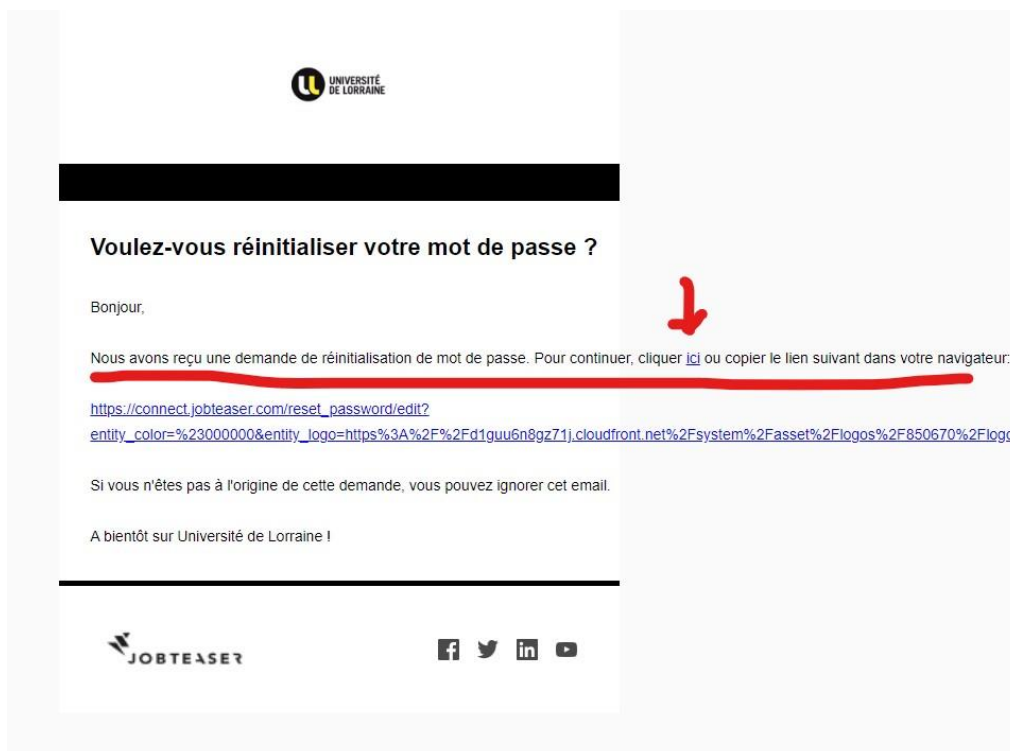 UNIVERSITÉ
DE LORRAINE
Voulez-vous réinitialiser votre mot de passe ?
Bonjour,
Nous avons reçu une demande de réinitialisation de mot de passe. Pour continuer, cliquer ici ou copier le lien suivant dans votre navigateur:
https://connect.jobteaser.com/reset_password/edit?
entity_color=%23000000&entity_logo=https%3A%2F%2Fd1guu6n8gz71j.cloudfront.net%2Fsystem%2Fasset%2Flogos%2F850670%2Flogo
Si vous n'êtes pas à l'origine de cette demande, vous pouvez ignorer cet email.
A bientôt sur Université de Lorraine !
JOBTEASER